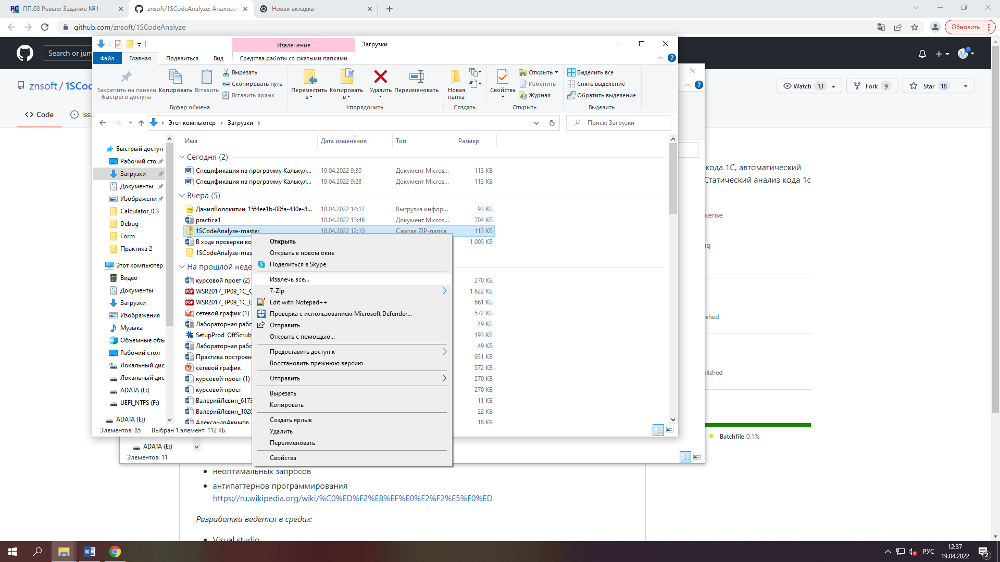 ПП.03 Ревью: Задание №1
znsoft/1SCodeAnalyze: Анализат
Новая вкладка
github.com/znsoft/1SCodeAnalyze
Обновить
Search or jum
Извлечение
Загрузки
Файл
Главная
Поделиться
Вид
Средства работы со сжатыми папками
Закрепить на панели
быстрого доступа
Копировать
Вставить
Вырезать
Скопировать путь
Вставить ярлык
Буфер обмена
Переместить
в
Копировать
в
Удалить
Переименовать
Упорядочить
Новая
папка
Создать
Свойства
Открыть
Изменить
Журнал
Открыть
Выделить все
Снять выделение
Обратить выделение
Выделить
znsoft / 1SCod
Watch 13
Fork 9
Star 18
Code
Issu
Этот компьютер
Загрузки
Поиск: Загрузки
Быстрый доступ
Рабочий сто.
Загрузки
Документы
Изображени
Calculator_0.3
Debug
Form
Практика 2
Этот компьютер
Видео
Документы
Загрузки
Изображения
Музыка
Объемные объ
Рабочий стол
Локальный дис
Локальный дис
ADATA (E:)
UEFI_NTFS (F:)
ADATA (E:)
Имя
Дата изменения
Тип
Размер
Сегодня (2)
Спецификация на программу Калькул... 19.04.2022 9:30 Документ Micros... 113 КБ
Спецификация на программу Калькул... 19.04.2022 9:28 Документ Micros... 113 КБ
Вчера (5)
ДанилВолокитин_15f4ee1b-00fa-430e-8... 18.04.2022 14:12 Выгрузка инфор... 93 КБ
practica1 18.04.2022 13:46 Документ Micros... 704 КБ
1SCodeAnalyze-master 18.04.2022 12:10 Сжатая ZIP-папка 113 КБ
В ходе проверки ко 1 005 КБ
1SCodeAnalyze-mas
На прошлой неде
курсовой проет (2) 270 КБ
WSR2017_TP09_1C_C 1 622 КБ
WSR2017_TP09_1C_E 661 КБ
сетевой график (1) 572 КБ
Лабораторная рабо 49 КБ
SetupProd_OffScrub 193 КБ
Лабораторная рабо 49 КБ
Практика построен 931 КБ
сетевой график 572 КБ
курсовой проет (1) 270 КБ
курсовой проет 270 КБ
ВалерийЛевин_6173 11 КБ
ВалерийЛевин_1020 22 КБ
АлександрАкимов 18 КБ
Элементов: 85
Выбран 1 элемент: 112 КБ
Открыть
Открыть в новом окне
Поделиться в Skype
Извлечь все...
7-Zip
Edit with Notepad++
Проверка с использованием Microsoft Defender...
Отправить
Открыть с помощью...
Предоставить доступ к
Восстановить прежнюю версию
Отправить
Вырезать
Копировать
Создать ярлык
Удалить
Переименовать
Свойства
кода 1С, автоматический
Статический анализ кода 1с
cense
ng
shed
blished
Batchfile 0.1%
ADATA (E:)
Элементов: 11
неоптимальных запросов
антипаттернов программирования
https://ru.wikipedia.org/wiki/%C0%ED%F2%E8%EF%E0%F2%F2%E5%F0%ED
Разработка ведется в средах:
Visual studio
РУС
12:37
19.04.2022
2